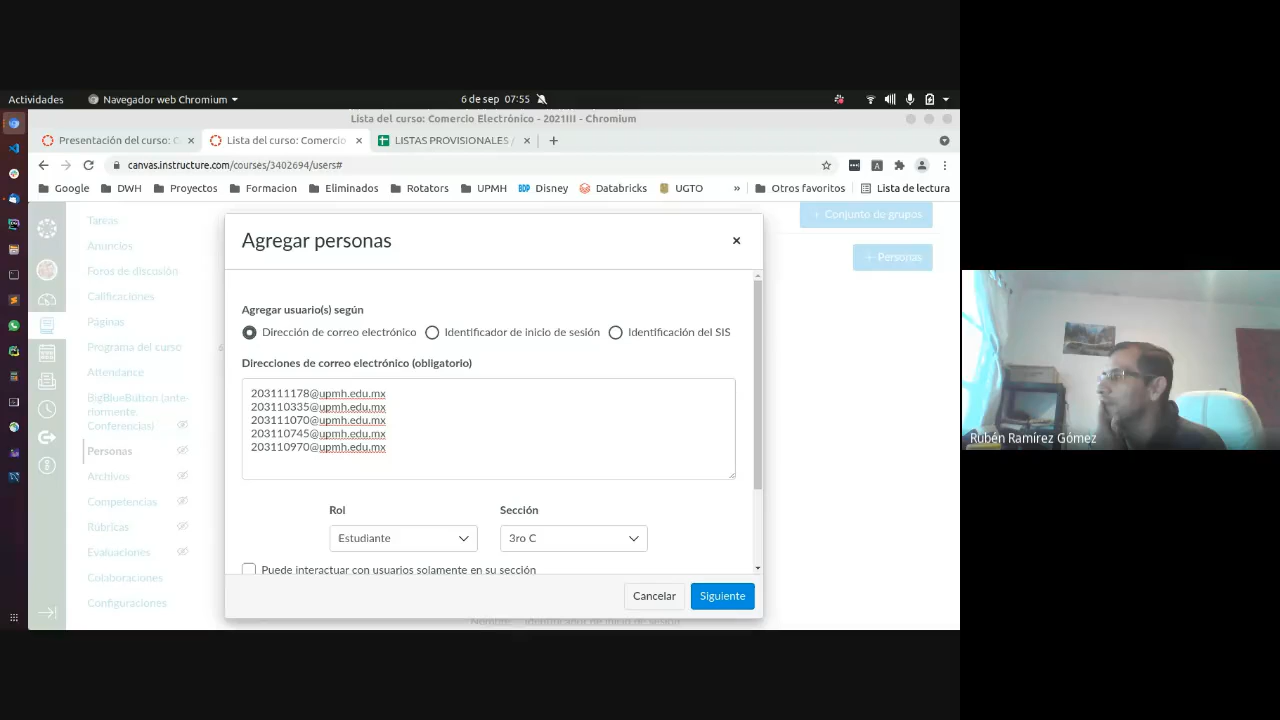 Actividades
Navegador web Chromium
6 de sep 07:55
Lista del curso: Comercio Electrónico - 2021III - Chromium
Presentación del curso: C
Lista del curso: Comercio
LISTAS PROVISIONALES /
canvas.instructure.com/courses/3402694/users#
Google
DWH
Proyectos
Formacion
Eliminados
Rotators
UPMH
BDP Disney
Databricks
UGTO
»
Otros favoritos
Lista de lectura
Tareas
Anuncios
Foros de discusión
Calificaciones
Páginas
Programa del curso
Attendance
BigBlueButton (ante-
riormente,
Conferencias)
Personas
Archivos
Competencias
Rúbricas
Evaluaciones
Colaboraciones
Configuraciones
+ Conjunto de grupos
+ Personas
Agregar personas
Agregar usuario(s) según
Dirección de correo electrónico
Identificador de inicio de sesión
Identificación del SIS
Direcciones de correo electrónico (obligatorio)
203111178@upmh.edu.mx
203110335@upmh.edu.mx
203111070@upmh.edu.mx
203110745@upmh.edu.mx
203110970@upmh.edu.mx
Rol
Sección
Estudiante
3ro C
Puede interactuar con usuarios solamente en su sección
Cancelar
Siguiente
Rubén Ramírez Gómez